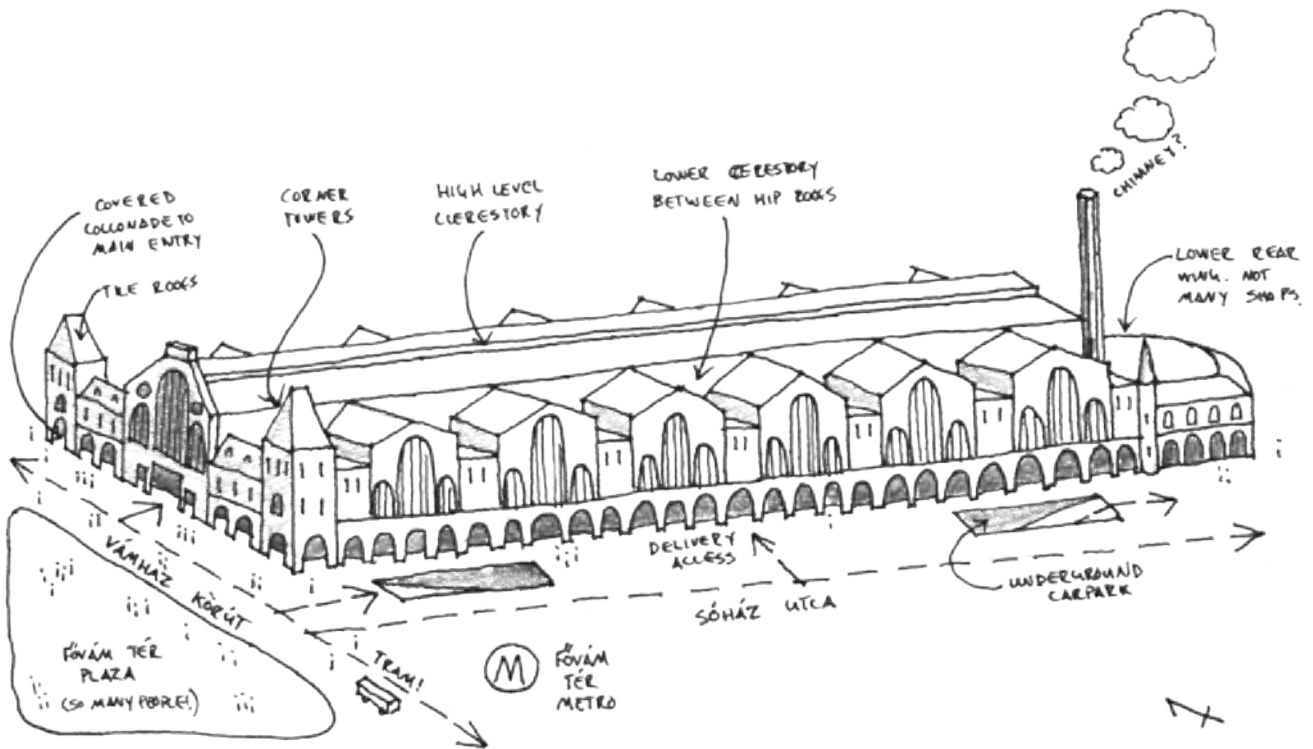 CHIMNEY?
COVERED
COLLONADE TO
MAIN ENTRY
CORNER
TOWERS
HIGH LEVEL
CLERESTORY
LOWER CERESTORY
BETWEEN HIP ROOFS
TILE ROOFS
LOWER REAR
WING. NOT
MANY SHOPS.
DELIVERY
ACCESS
UNDERGROUND
CARPARK
VÁMHÁZ KÖRÚT
SÓHÁZ UTCA
FŐVÁM TÉR
PLAZA
(SO MANY PEOPLE!)
TRAM!
M
FŐVÁM
TÉR
METRO